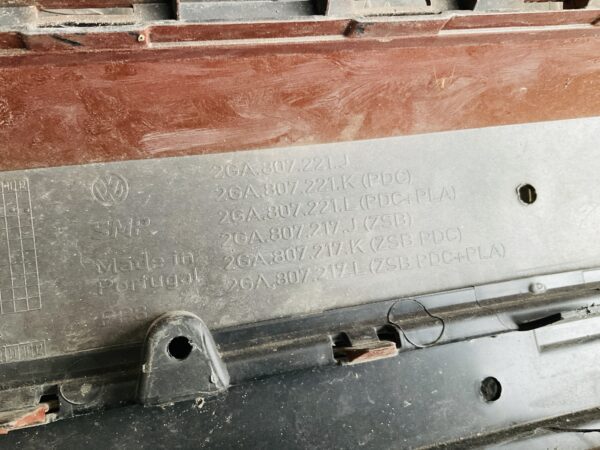 2GA.807.221.J
2GA.807.221.K (PDC)
2GA.807.221.L (PDC+PLA)
2GA.807.217.J (ZSB)
2GA.807.217.K (ZSB PDC)
2GA.807.217.L (ZSB PDC+PLA)
SMP
Made in
Portugal